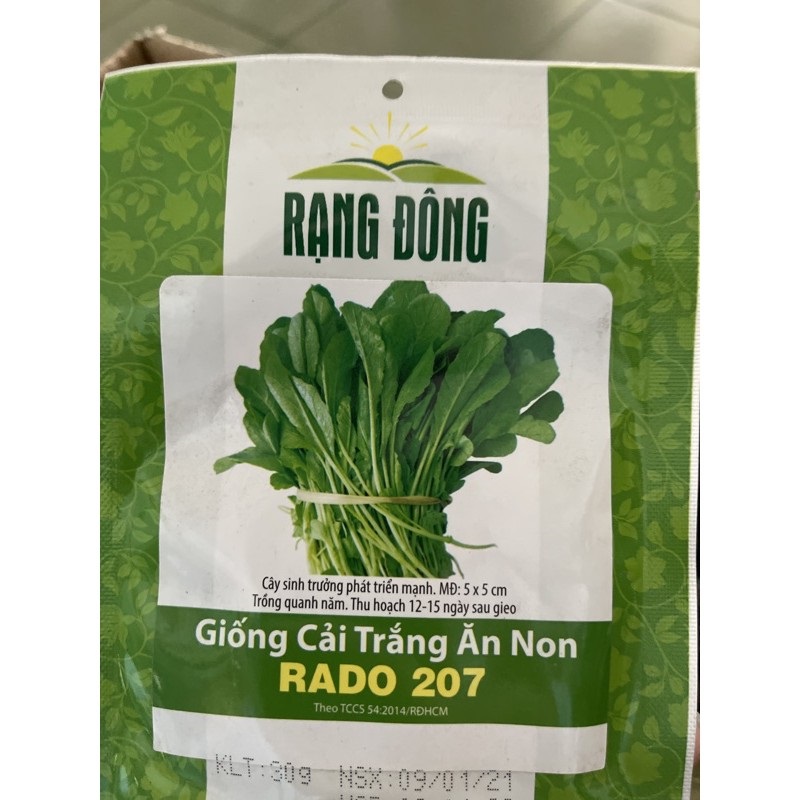 RẠNG ĐÔNG
Cây sinh trưởng phát triển mạnh. MĐ: 5 x 5 cm
Trồng quanh năm. Thu hoạch 12-15 ngày sau gieo
Giống Cải Trắng Ăn Non
RADO 207
Theo TCCS 54:2014/RĐHCM
KLT:30g NSX:09/01/21